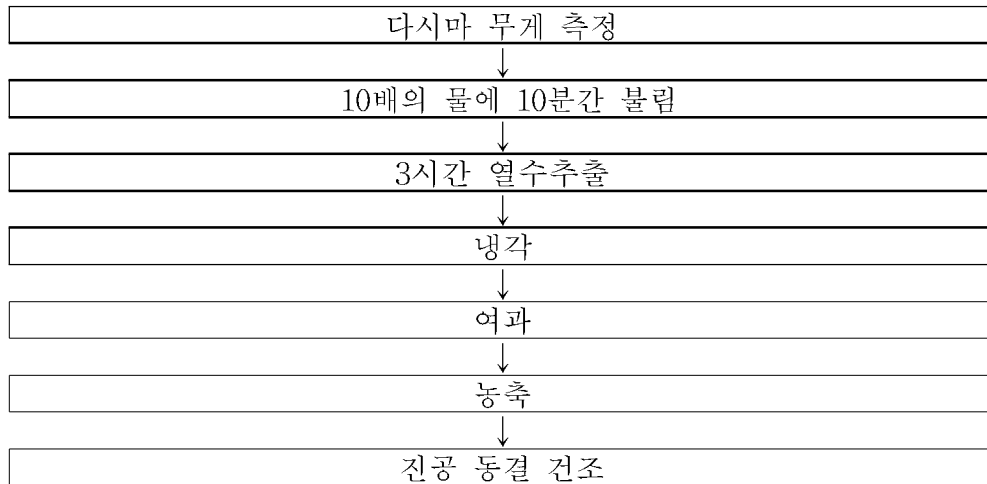 다시마 무게 측정
10배의 물에 10분간 불림
3시간 열수추출
냉각
여과
농축
진공 동결 건조